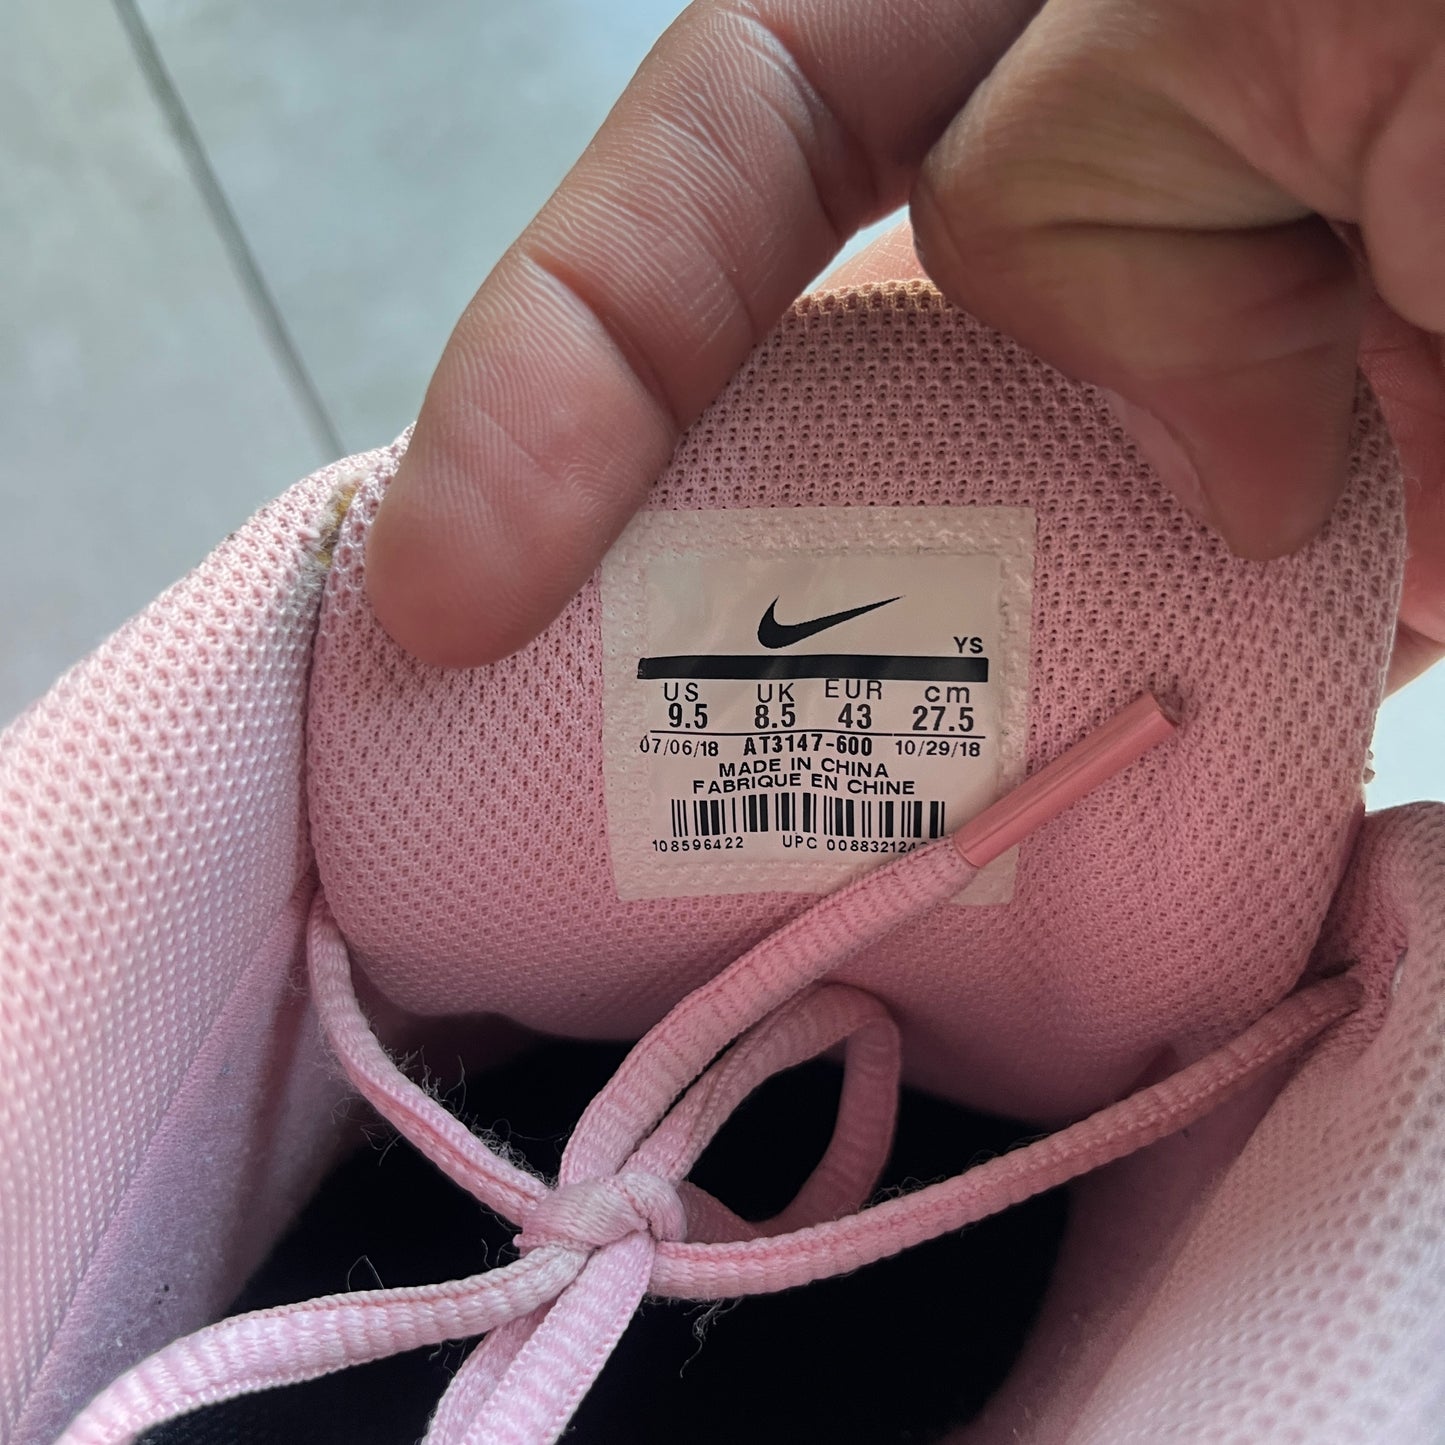 YS
US UK EUR cm
9.5 8.5 43 27.5
07/06/18 AT3147-600 10/29/18
MADE IN CHINA
FABRIQUE EN CHINE
108596422 UPC 00883212